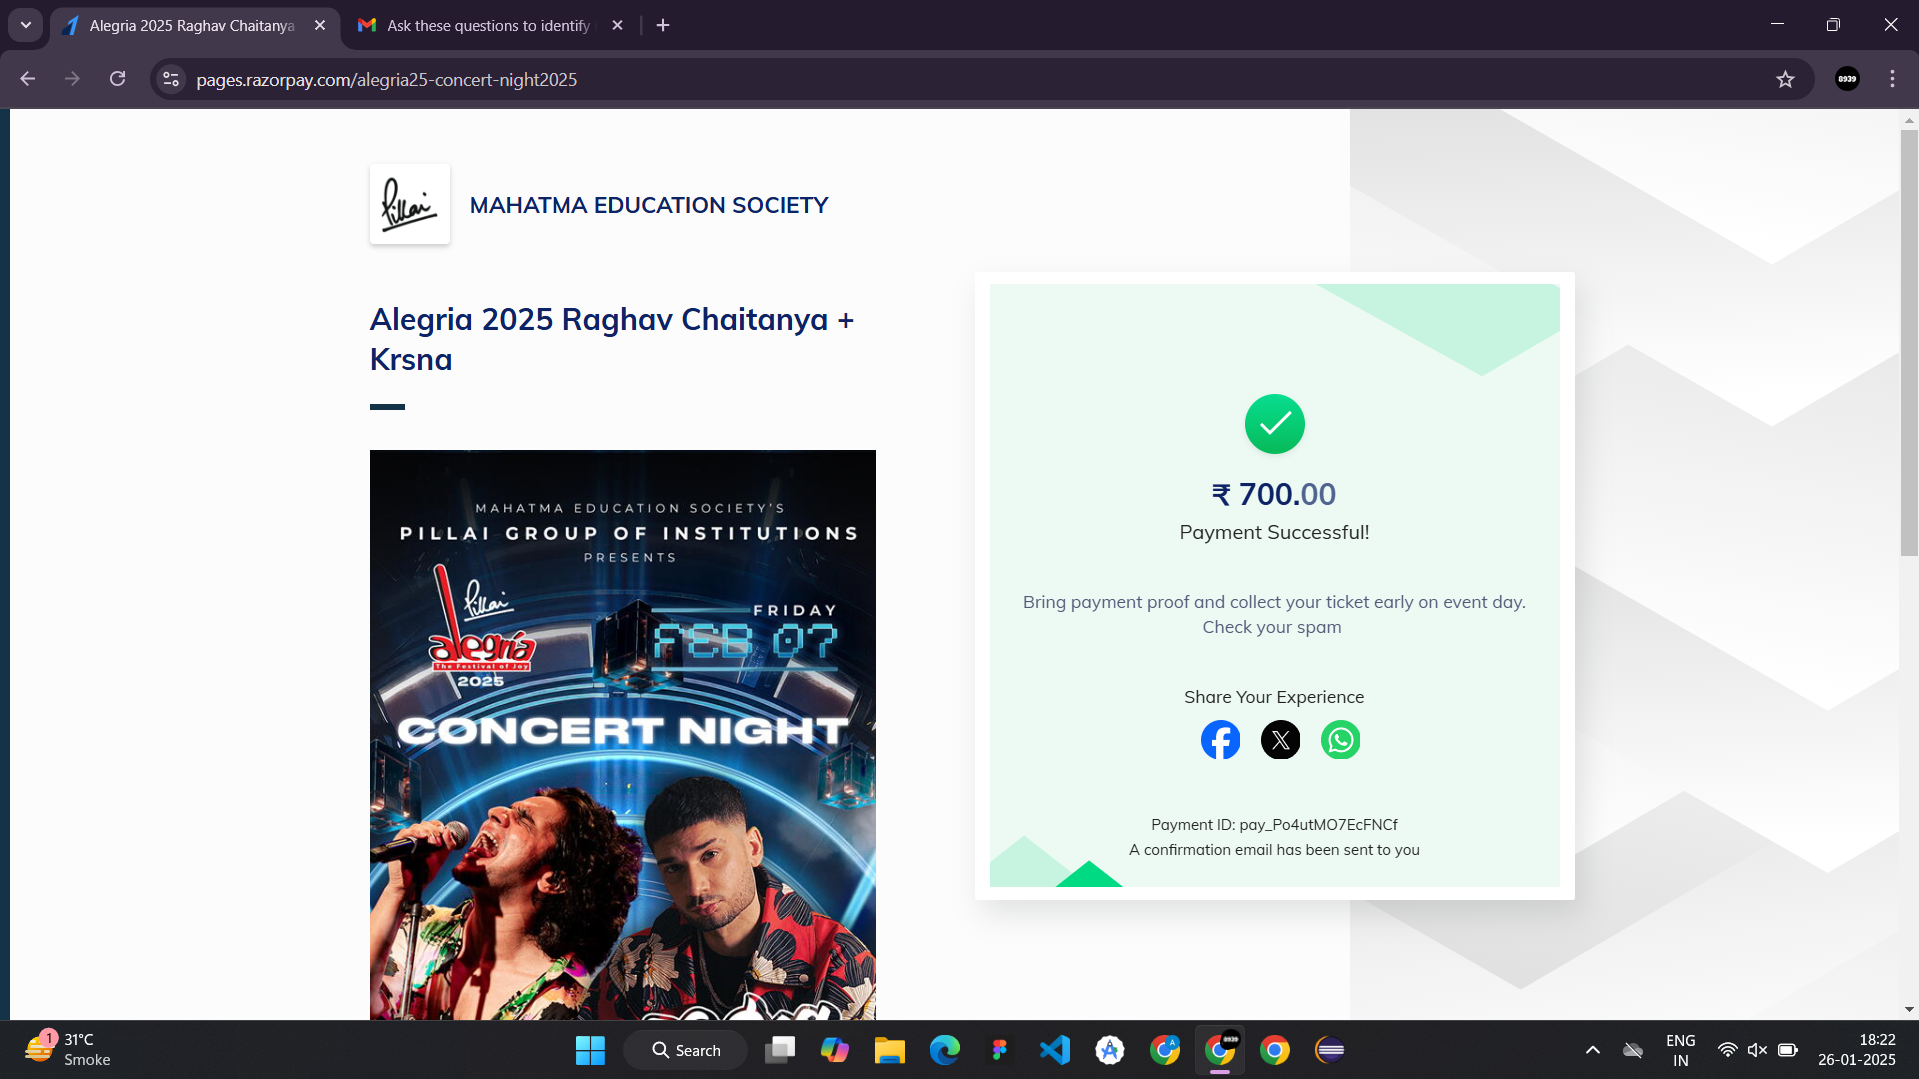 Alegria 2025 Raghav Chaitanya
Ask these questions to identify
pages.razorpay.com/alegria25-concert-night2025
8939
Pillai
MAHATMA EDUCATION SOCIETY
Alegria 2025 Raghav Chaitanya +
Krsna
MAHATMA EDUCATION SOCIETY'S
PILLAI GROUP OF INSTITUTIONS
PRESENTS
Pillai
alegria
The Festival of Joy
2025
FRIDAY
FEB 07
CONCERT NIGHT
₹ 700.00
Payment Successful!
Bring payment proof and collect your ticket early on event day.
Check your spam
Share Your Experience
Payment ID: pay_Po4utMO7EcFNCf
A confirmation email has been sent to you
1
31°C
Smoke
Search
A
8939
ENG
IN
18:22
26-01-2025